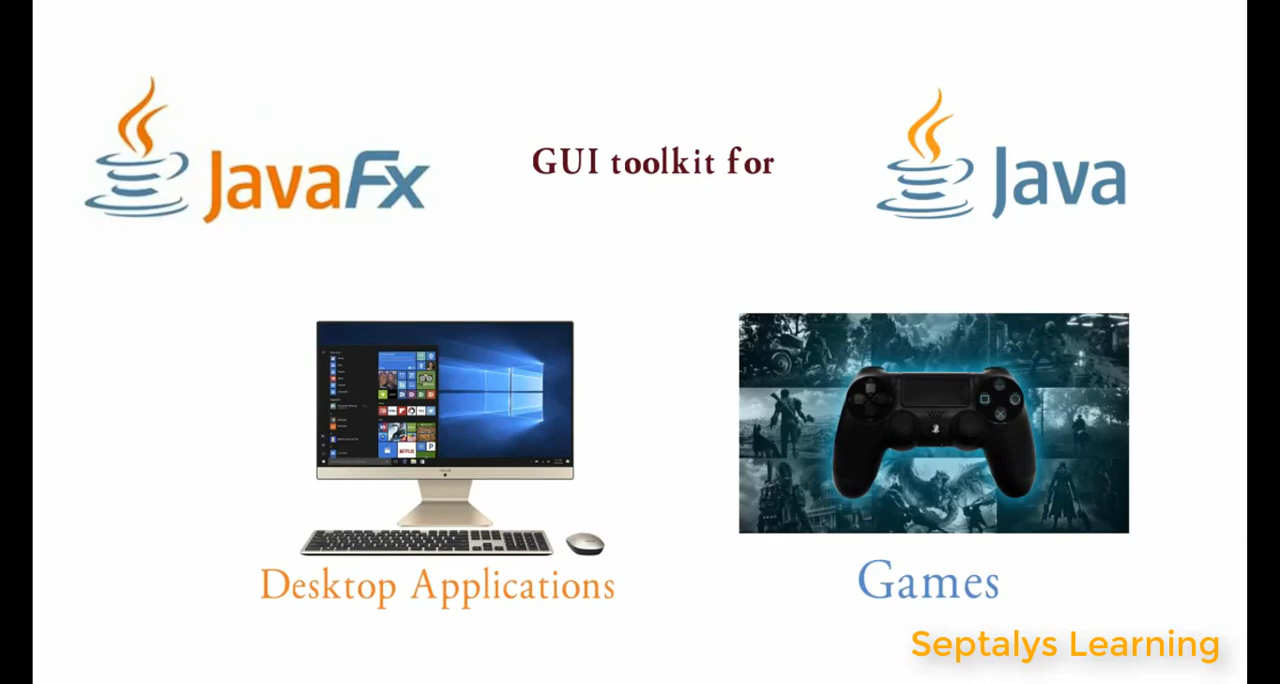 JavaFx
GUI toolkit for
Java
Desktop Applications
Games
Septalys Learning